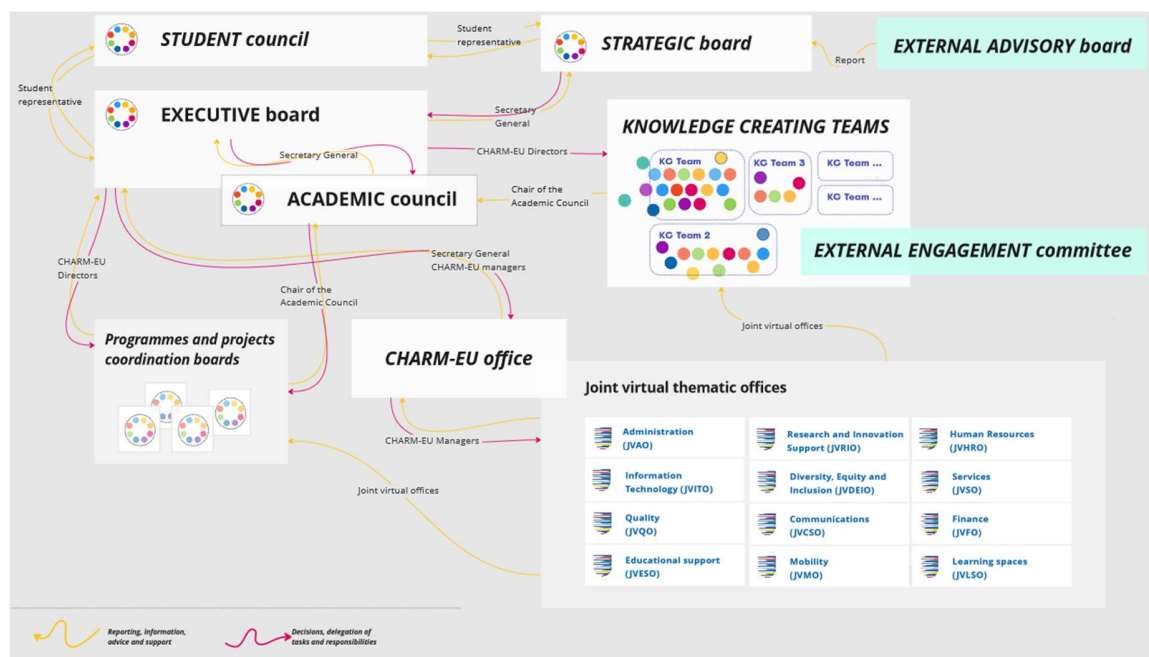 STUDENT council
Student
representative
STRATEGIC board
Report
EXTERNAL ADVISORY board
Student
representative
EXECUTIVE board
Secretary
General
Secretary General
CHARM-EU Directors
KNOWLEDGE CREATING TEAMS
KC Team
KC Team 3
KC Team ...
KC Team ...
KC Team 2
ACADEMIC council
Chair of the
Academic Council
EXTERNAL ENGAGEMENT committee
CHARM-EU
Directors
Secretary General
CHARM-EU managers
Chair of the
Academic Council
Joint virtual offices
Programmes and projects
coordination boards
CHARM-EU office
CHARM-EU Managers
Joint virtual offices
Joint virtual thematic offices
Administration
(JVAO)
Research and Innovation
Support (JVRIO)
Human Resources
(JVHRO)
Information
Technology (JVITO)
Diversity, Equity and
Inclusion (JVDEIO)
Services
(JVSO)
Quality
(JVQO)
Communications
(JVCSO)
Finance
(JVFO)
Educational support
(JVESO)
Mobility
(JVMO)
Learning spaces
(JVLSO)
Reporting, information,
advice and support
Decisions, delegation of
tasks and responsibilities